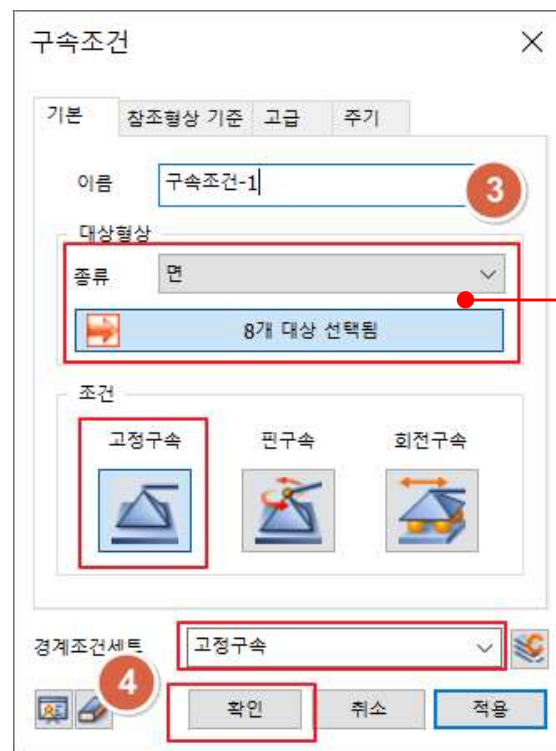 구속조건
기본 참조형상 기준 고급 주기
이름 구속조건-1
3
대상형상
종류 면
8개 대상 선택됨
조건
고정구속 핀구속 회전구속
경계조건세트 고정구속
4
확인 취소 적용